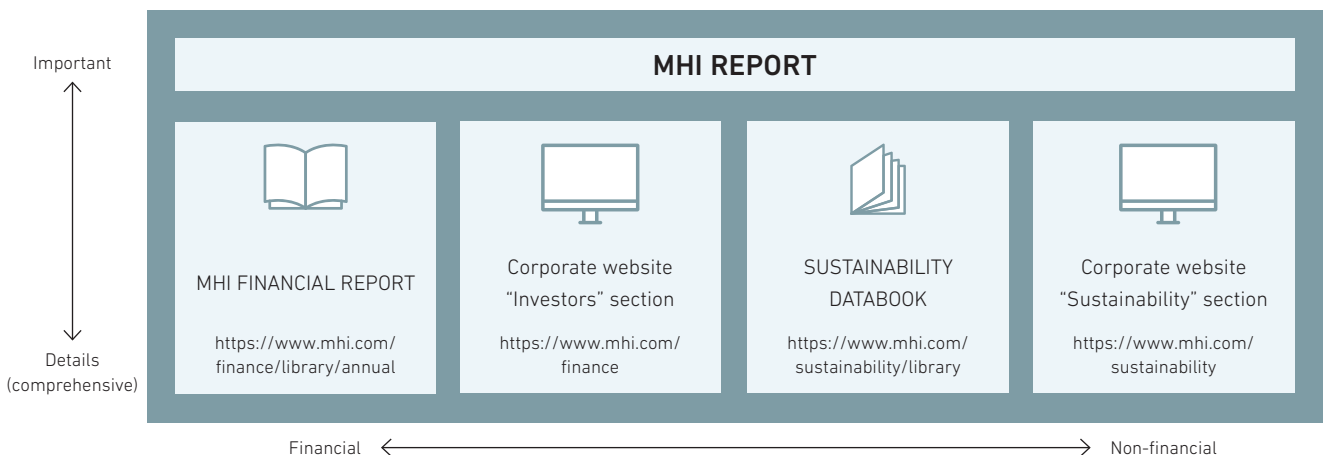 MHI REPORT
Important
Details
(comprehensive)
MHI FINANCIAL REPORT
https://www.mhi.com/
finance/library/annual
Corporate website
“Investors” section
https://www.mhi.com/
finance
SUSTAINABILITY
DATABOOK
https://www.mhi.com/
sustainability/library
Corporate website
“Sustainability” section
https://www.mhi.com/
sustainability
Financial
Non-financial